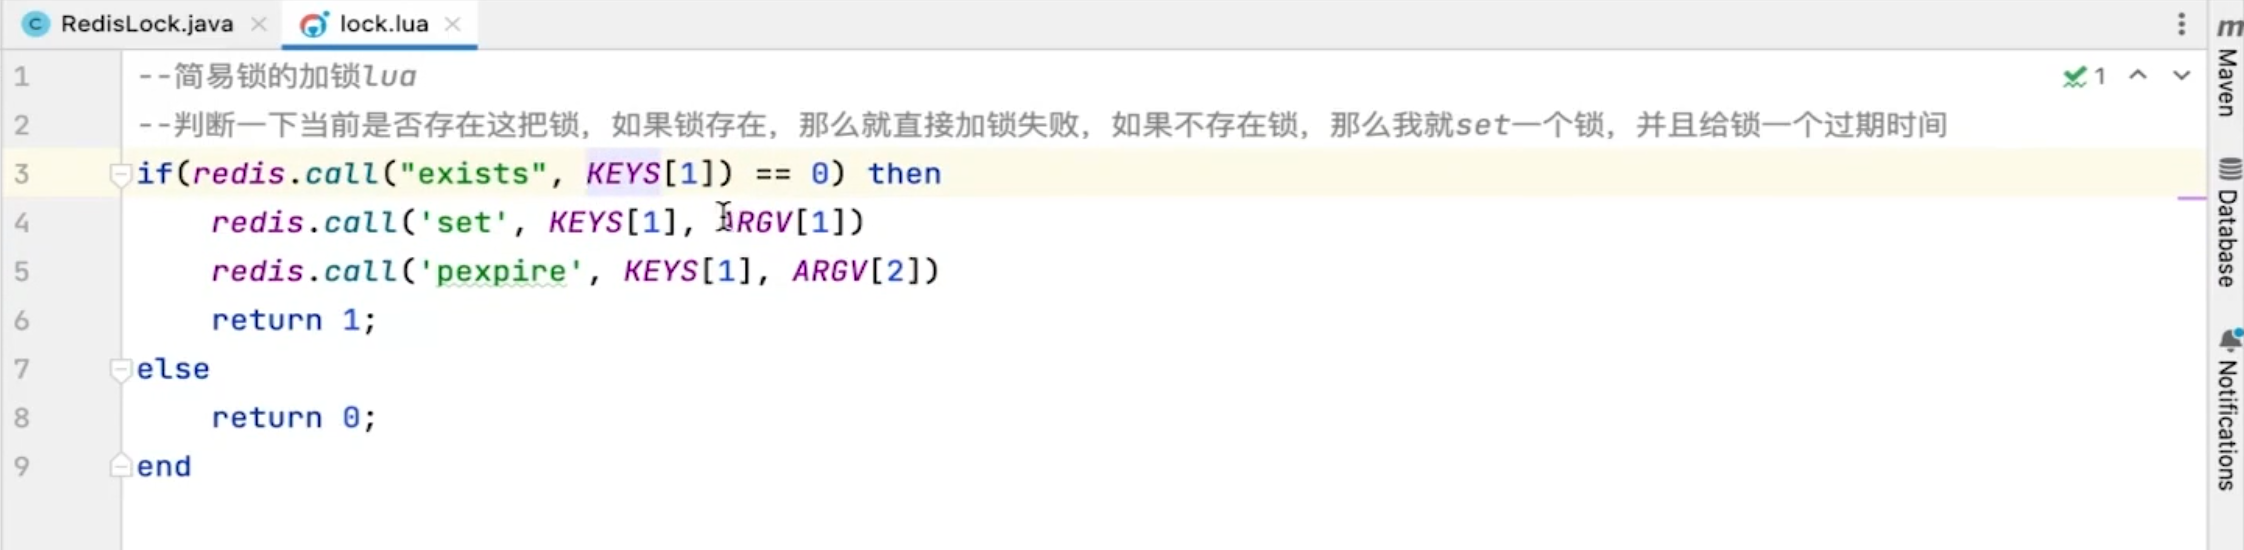 RedisLock.java
lock.lua
1 --简易锁的加锁lua
2 --判断一下当前是否存在这把锁，如果锁存在，那么就直接加锁失败，如果不存在锁，那么我就set一个锁，并且给锁一个过期时间
3 if(redis.call("exists", KEYS[1]) == 0) then
4 redis.call('set', KEYS[1], ARGV[1])
5 redis.call('pexpire', KEYS[1], ARGV[2])
6 return 1;
7 else
8 return 0;
9 end
1
m
Maven
Database
Notifications